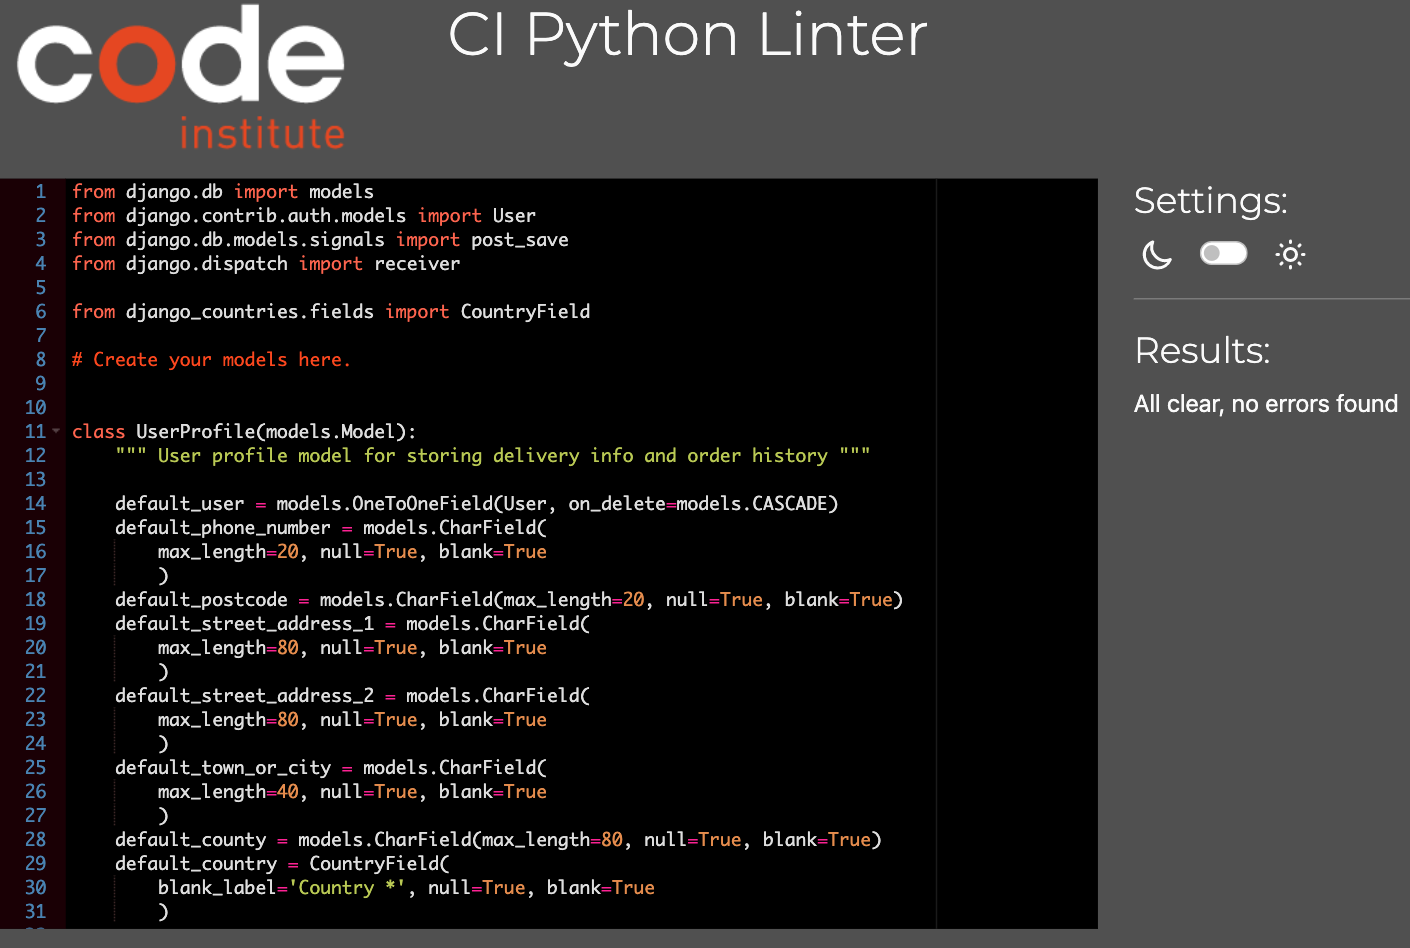 code
institute
CI Python Linter
1 from django.db import models
2 from django.contrib.auth.models import User
3 from django.db.models.signals import post_save
4 from django.dispatch import receiver
5
6 from django_countries.fields import CountryField
7
8 # Create your models here.
9
10
11 class UserProfile(models.Model):
12     """ User profile model for storing delivery info and order history """
13
14     default_user = models.OneToOneField(User, on_delete=models.CASCADE)
15     default_phone_number = models.CharField(
16         max_length=20, null=True, blank=True
17         )
18     default_postcode = models.CharField(max_length=20, null=True, blank=True)
19     default_street_address_1 = models.CharField(
20         max_length=80, null=True, blank=True
21         )
22     default_street_address_2 = models.CharField(
23         max_length=80, null=True, blank=True
24         )
25     default_town_or_city = models.CharField(
26         max_length=40, null=True, blank=True
27         )
28     default_county = models.CharField(max_length=80, null=True, blank=True)
29     default_country = CountryField(
30         blank_label='Country *', null=True, blank=True
31         )
Settings:
Results:
All clear, no errors found